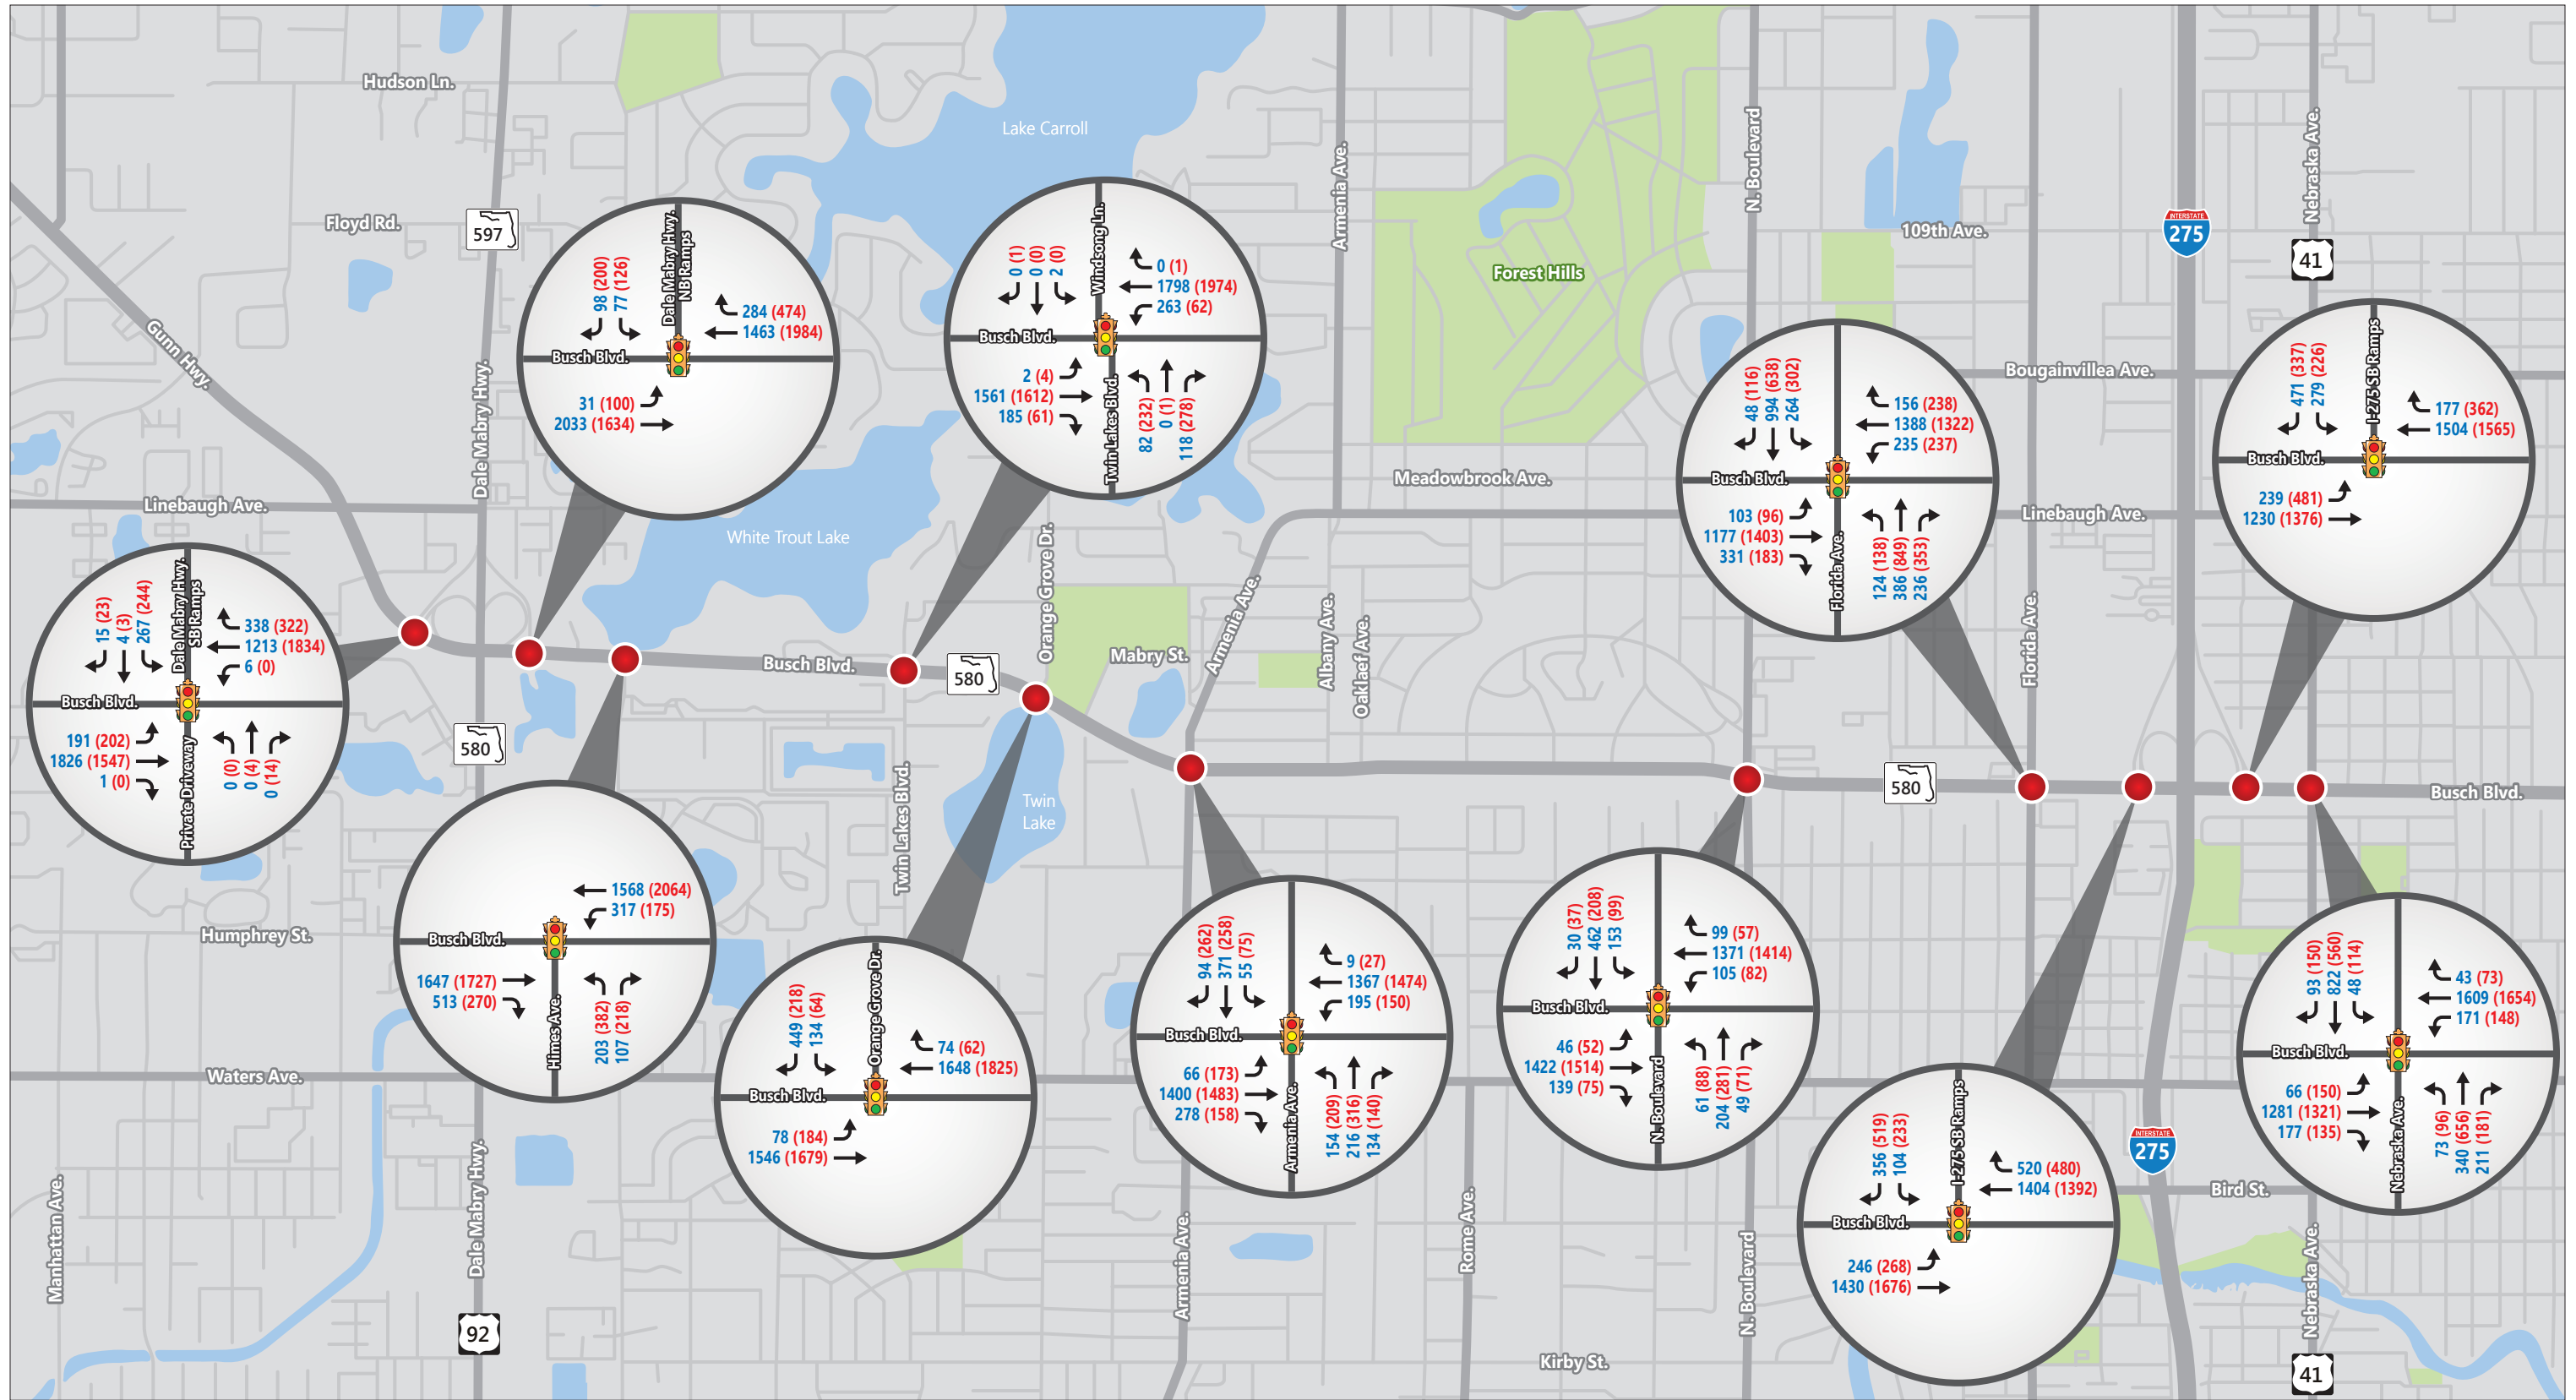 Hudson Ln.
Lake Carroll
Floyd Rd.
597
Armenia Ave.
N. Boulevard
109th Ave.
INTERSTATE
275
Nebraska Ave.
41
Forest Hills
Gunn Hwy.
Dale Mabry Hwy.
Bougainvillea Ave.
Linebaugh Ave.
Meadowbrook Ave.
Linebaugh Ave.
White Trout Lake
Orange Grove Dr.
Armenia Ave.
Albany Ave.
Oaklaef Ave.
Mabry St.
Florida Ave.
Busch Blvd.
580
580
580
Busch Blvd.
Twin
Lake
Twin Lakes Blvd.
Humphrey St.
Waters Ave.
Manhattan Ave.
Dale Mabry Hwy.
92
Armenia Ave.
Rome Ave.
N. Boulevard
Kirby St.
INTERSTATE
275
Bird St.
Nebraska Ave.
41
Dale Mabry Hwy.
SB Ramps
15 (23)
4 (3)
267 (244)
338 (322)
1213 (1834)
6 (0)
Busch Blvd.
191 (202)
1826 (1547)
1 (0)
Private Driveway
0 (0)
0 (4)
0 (14)
Dale Mabry Hwy.
NB Ramps
98 (200)
77 (126)
284 (474)
1463 (1984)
Busch Blvd.
31 (100)
2033 (1634)
1568 (2064)
317 (175)
Busch Blvd.
1647 (1727)
513 (270)
Himes Ave.
203 (382)
107 (218)
Windsong Ln.
0 (1)
0 (0)
2 (0)
0 (1)
1798 (1974)
263 (62)
Busch Blvd.
2 (4)
1561 (1612)
185 (61)
Twin Lakes Blvd.
82 (232)
0 (1)
118 (278)
Orange Grove Dr.
449 (218)
134 (64)
74 (62)
1648 (1825)
Busch Blvd.
78 (184)
1546 (1679)
94 (262)
371 (258)
55 (75)
9 (27)
1367 (1474)
195 (150)
Busch Blvd.
66 (173)
1400 (1483)
278 (158)
Armenia Ave.
154 (209)
216 (316)
134 (140)
30 (37)
462 (208)
153 (99)
99 (57)
1371 (1414)
105 (82)
Busch Blvd.
46 (52)
1422 (1514)
139 (75)
N. Boulevard
61 (88)
204 (281)
49 (71)
48 (116)
994 (638)
264 (302)
156 (238)
1388 (1322)
235 (237)
Busch Blvd.
103 (96)
1177 (1403)
331 (183)
Florida Ave.
124 (138)
386 (849)
236 (353)
I-275 SB Ramps
356 (519)
104 (233)
520 (480)
1404 (1392)
Busch Blvd.
246 (268)
1430 (1676)
I-275 SB Ramps
471 (337)
279 (226)
177 (362)
1504 (1565)
Busch Blvd.
239 (481)
1230 (1376)
93 (150)
822 (560)
48 (114)
43 (73)
1609 (1654)
171 (148)
Busch Blvd.
66 (150)
1281 (1321)
177 (135)
Nebraska Ave.
73 (96)
340 (656)
211 (181)